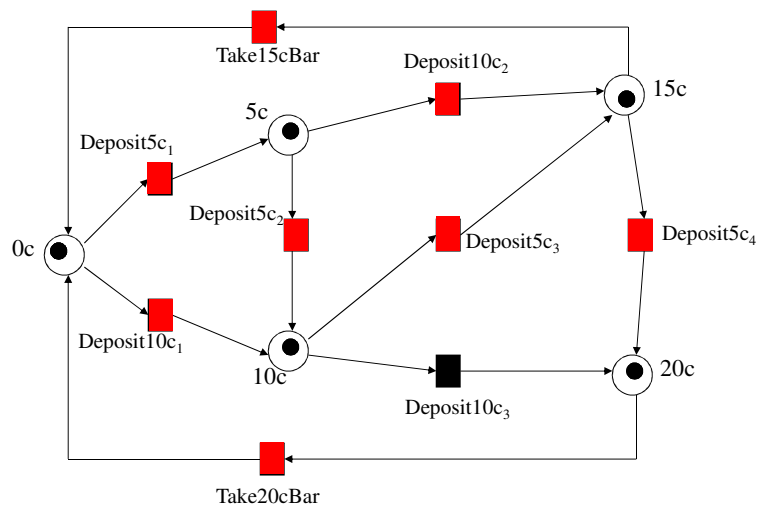 Take15cBar
Deposit10c₂
15c
5c
Deposit5c₁
Deposit5c₂
0c
Deposit5c₃
Deposit5c₄
Deposit10c₁
10c
20c
Deposit10c₃
Take20cBar